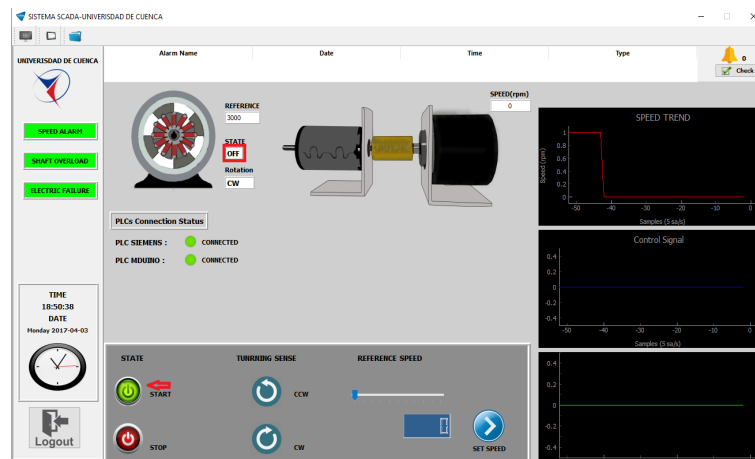 SISTEMA SCADA-UNIVERISDAD DE CUENCA
UNIVERISDAD DE CUENCA
Alarm Name Date Time Type
0
Check
SPEED ALARM
SHAFT OVERLOAD
ELECTRIC FAILURE
REFERENCE
3000
STATE
OFF
Rotation
CW
SPEED(rpm)
0
PLCs Connection Status
PLC SIEMENS : CONNECTED
PLC MDUINO : CONNECTED
SPEED TREND
Speed (rpm)
1
0.8
0.6
0.4
0.2
0
-50 -40 -30 -20 -10 0
Samples (5 sa/s)
Control Signal
0.4
0.2
0
-0.2
-0.4
-50 -40 -30 -20 -10 0
Samples (5 sa/s)
0.4
0.2
0
-0.2
-0.4
TIME
18:50:38
DATE
Monday 2017-04-03
Logout
STATE TUNRNING SENSE REFERENCE SPEED
START CCW
STOP CW SET SPEED